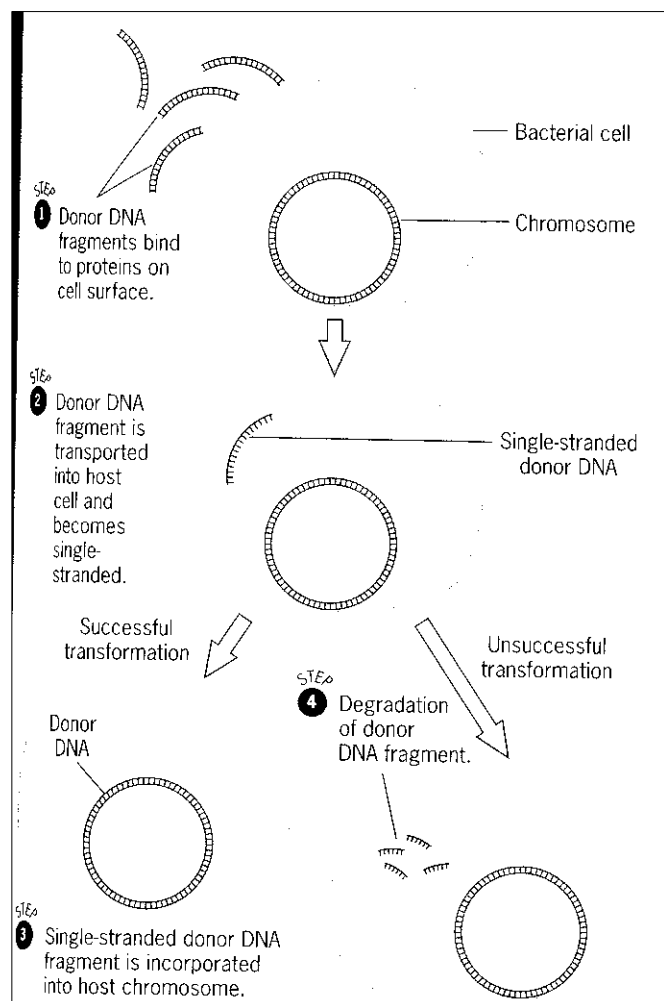 Bacterial cell
STEP
1 Donor DNA
fragments bind
to proteins on
cell surface.
Chromosome
STEP
2 Donor DNA
fragment is
transported
into host
cell and
becomes
single-
stranded.
Single-stranded
donor DNA
Successful
transformation
Unsuccessful
transformation
STEP
4 Degradation
of donor
DNA fragment.
Donor
DNA
STEP
3 Single-stranded donor DNA
fragment is incorporated
into host chromosome.